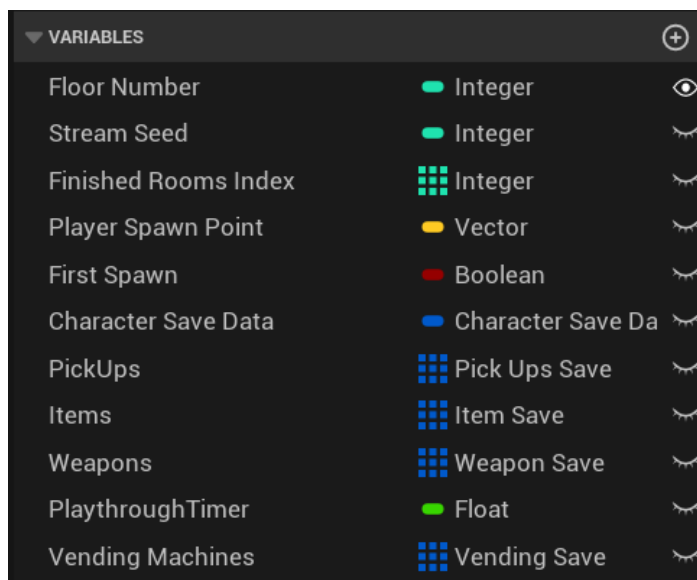 VARIABLES
Floor Number Integer
Stream Seed Integer
Finished Rooms Index Integer
Player Spawn Point Vector
First Spawn Boolean
Character Save Data Character Save Da
PickUps Pick Ups Save
Items Item Save
Weapons Weapon Save
PlaythroughTimer Float
Vending Machines Vending Save